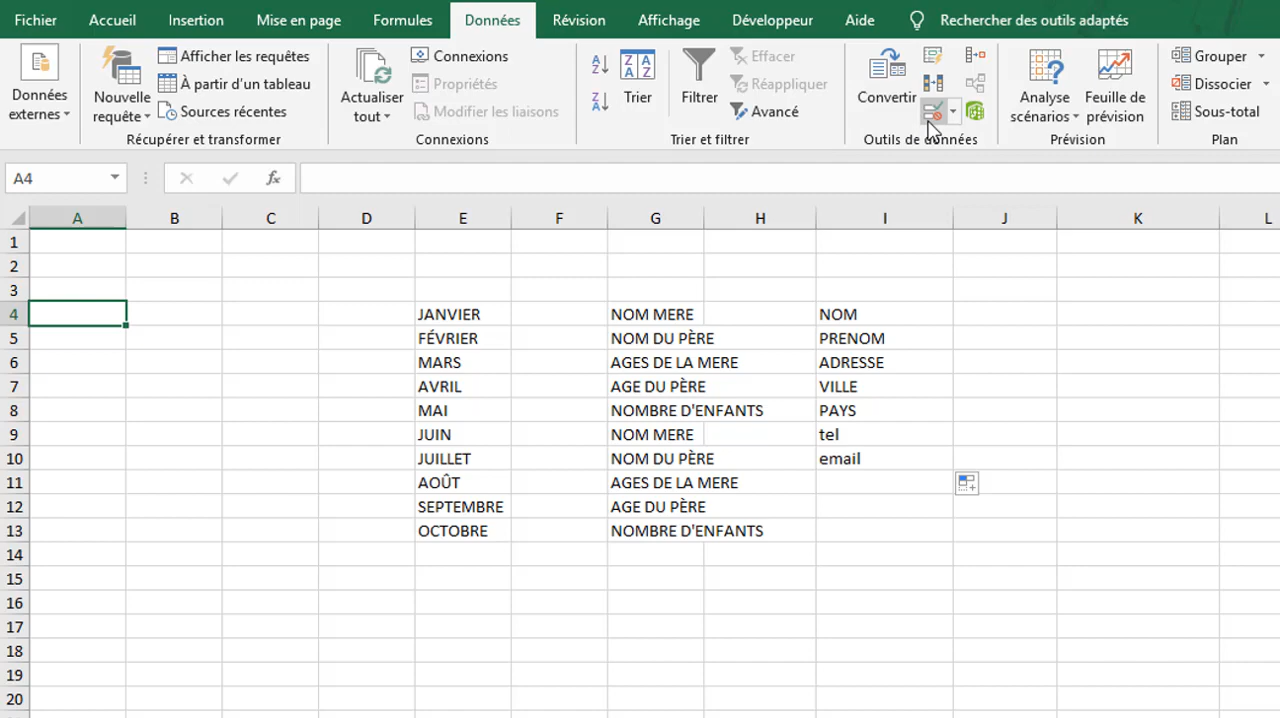 Fichier Accueil Insertion Mise en page Formules Données Révision Affichage Développeur Aide Rechercher des outils adaptés
Données externes
Nouvelle requête
Afficher les requêtes
À partir d'un tableau
Sources récentes
Récupérer et transformer
Actualiser tout
Connexions
Propriétés
Modifier les liaisons
Connexions
Trier
Filtrer
Effacer
Réappliquer
Avancé
Trier et filtrer
Convertir
Outils de données
Analyse scénarios
Feuille de prévision
Prévision
Grouper
Dissocier
Sous-total
Plan
A4 fx
A B C D E F G H I J K L
1
2
3
4 JANVIER NOM MERE NOM
5 FÉVRIER NOM DU PÈRE PRENOM
6 MARS AGES DE LA MERE ADRESSE
7 AVRIL AGE DU PÈRE VILLE
8 MAI NOMBRE D'ENFANTS PAYS
9 JUIN NOM MERE tel
10 JUILLET NOM DU PÈRE email
11 AOÛT AGES DE LA MERE
12 SEPTEMBRE AGE DU PÈRE
13 OCTOBRE NOMBRE D'ENFANTS
14
15
16
17
18
19
20